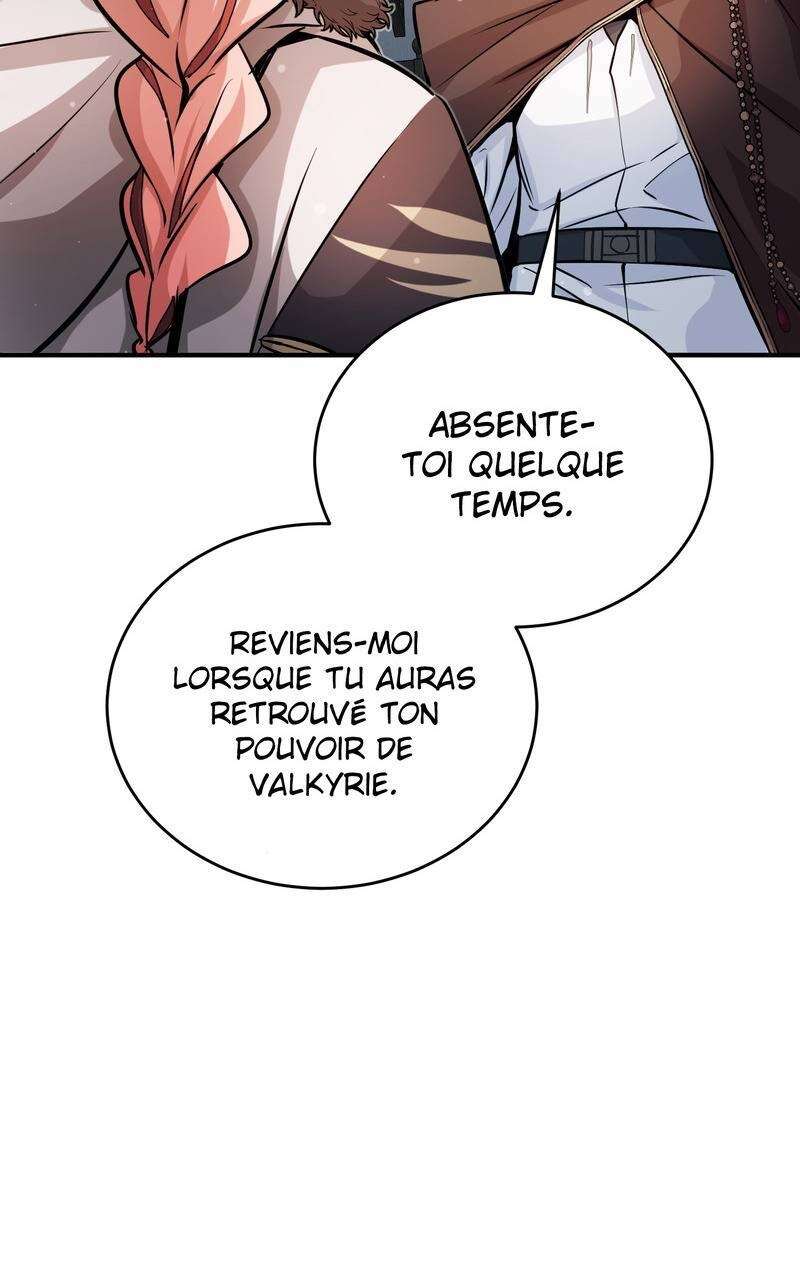 ABSENTE-
TOI QUELQUE
TEMPS.
REVIENS-MOI
LORSQUE TU AURAS
RETROUVÉ TON
POUVOIR DE
VALKYRIE.